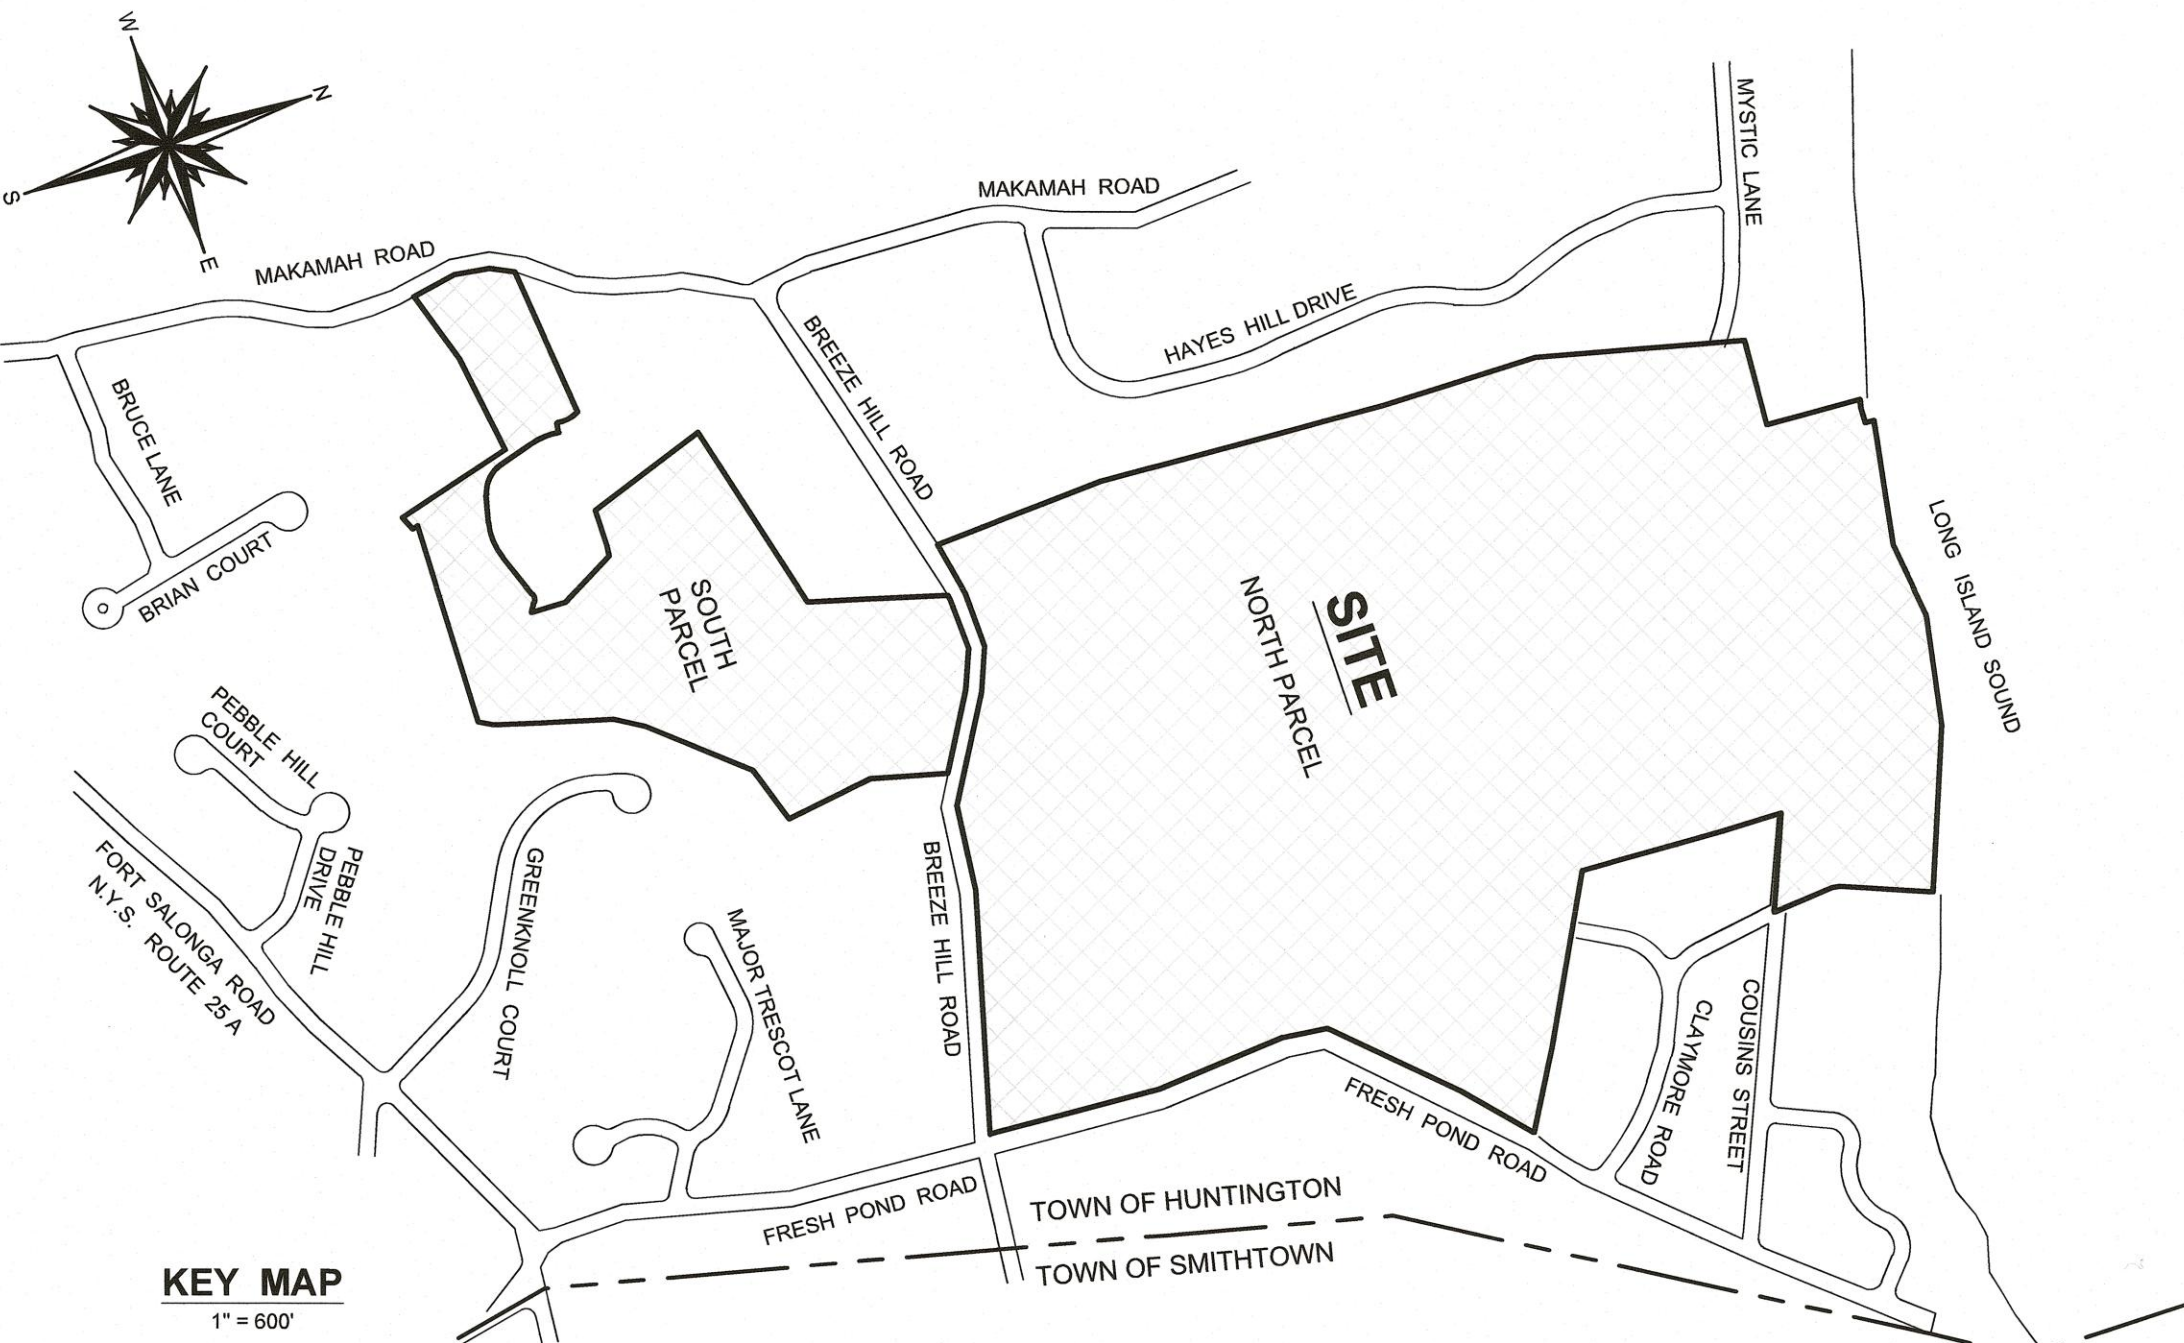 W
N
S
E
MAKAMAH ROAD
MAKAMAH ROAD
MYSTIC LANE
HAYES HILL DRIVE
BREEZE HILL ROAD
BRUCE LANE
BRIAN COURT
SOUTH
PARCEL
SITE
NORTH PARCEL
LONG ISLAND SOUND
PEBBLE HILL
COURT
PEBBLE HILL
DRIVE
FORT SALONGA ROAD
N.Y.S. ROUTE 25 A
GREENKNOLL COURT
MAJOR TRESCOT LANE
BREEZE HILL ROAD
FRESH POND ROAD
FRESH POND ROAD
CLAYMORE ROAD
COUSINS STREET
TOWN OF HUNTINGTON
TOWN OF SMITHTOWN
KEY MAP
1" = 600'